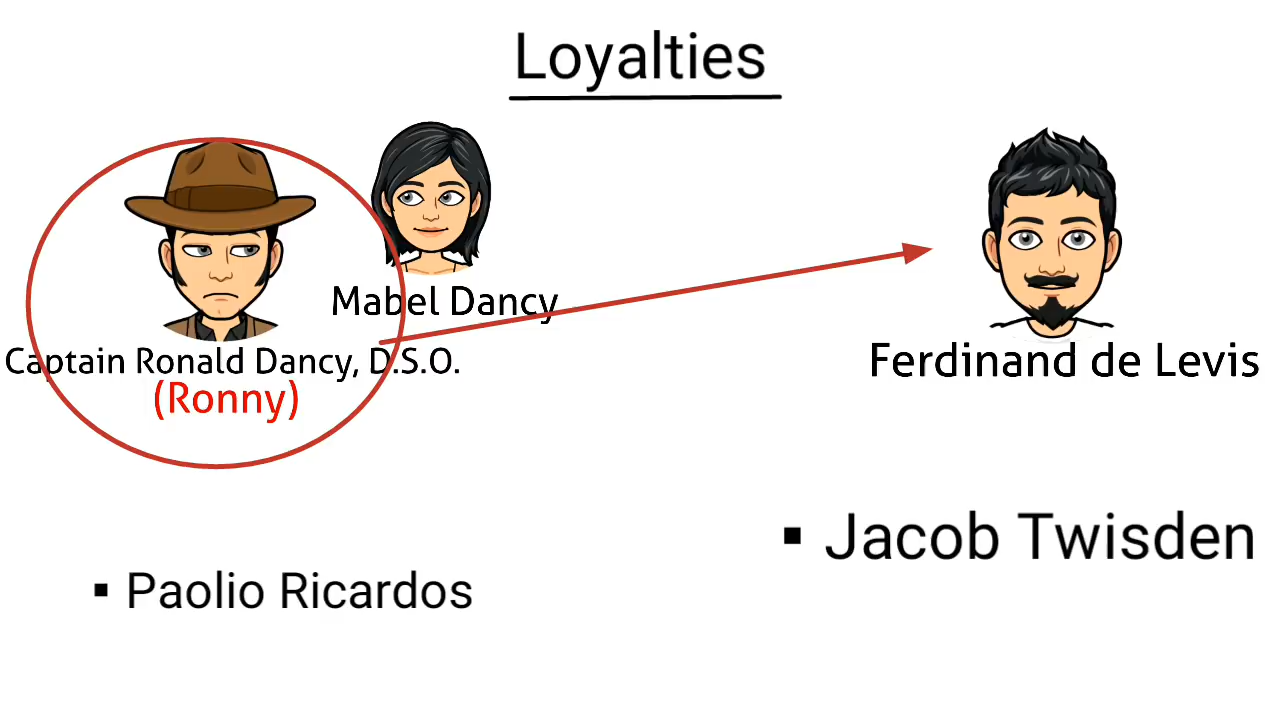 Loyalties
Mabel Dancy
Captain Ronald Dancy, D.S.O.
(Ronny)
Ferdinand de Levis
▪ Jacob Twisden
▪ Paolio Ricardos